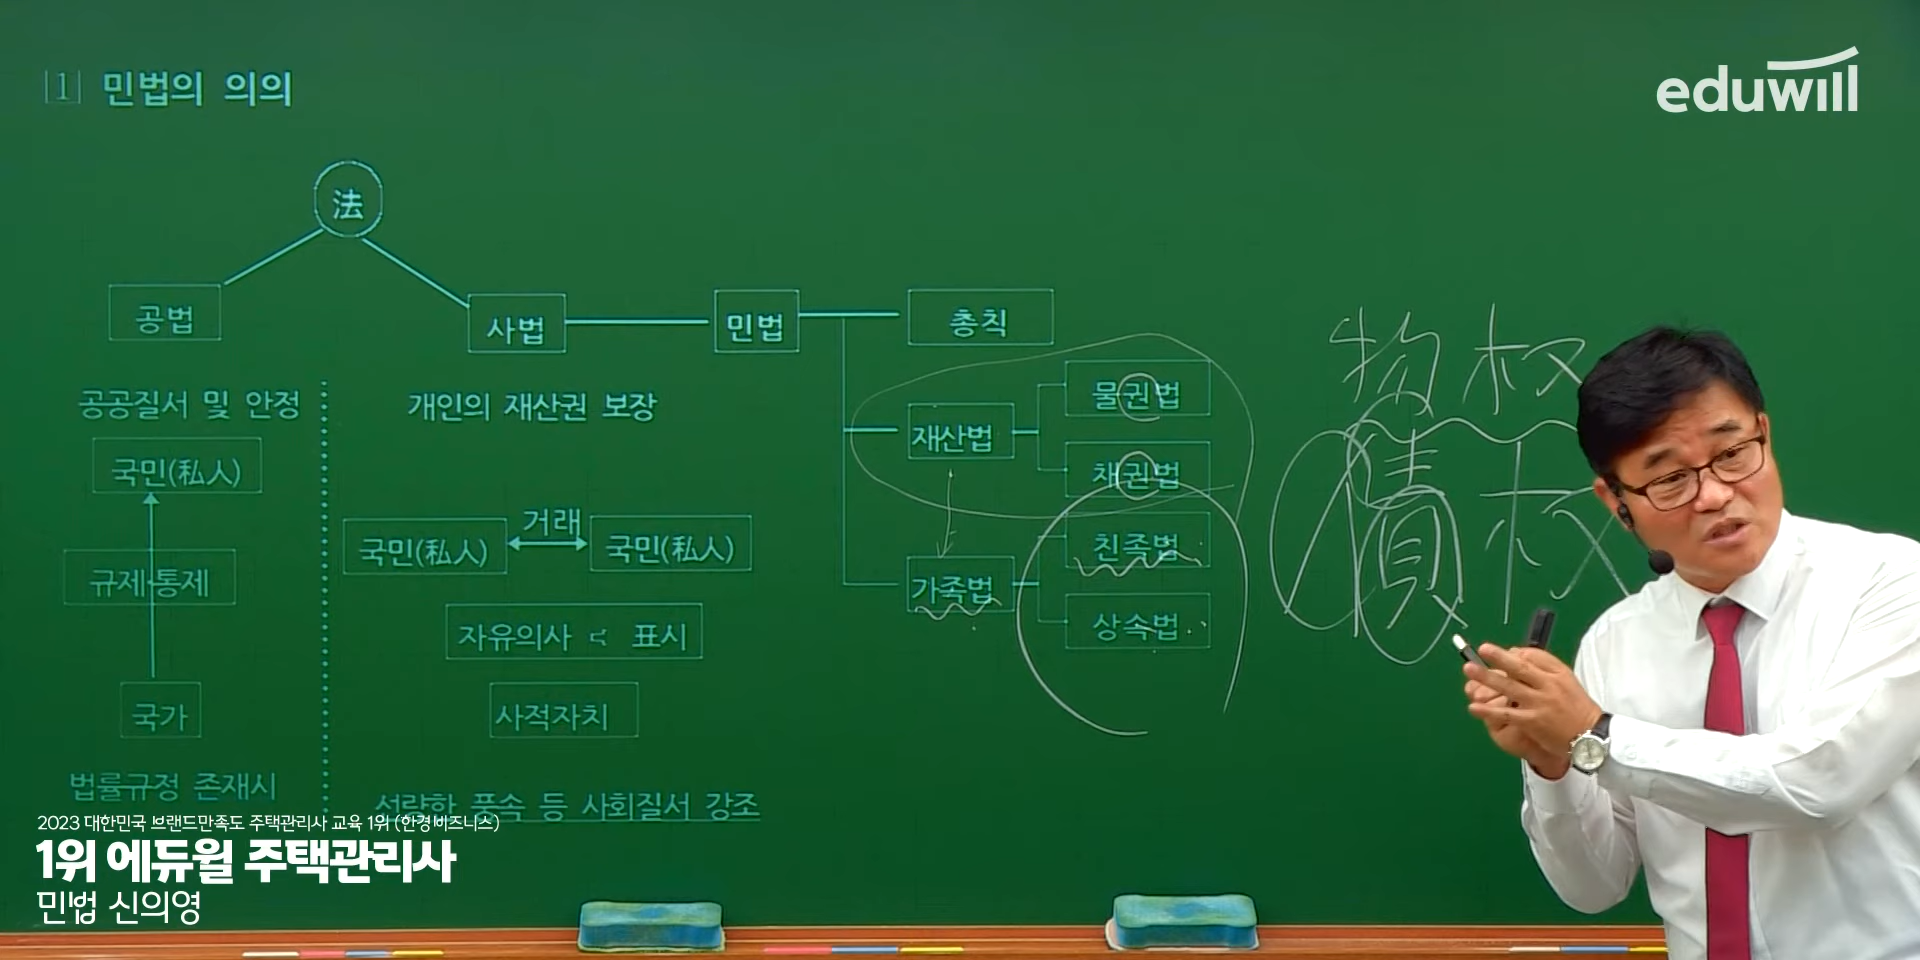 1 민법의 의의
eduwill
法
공법
사법
민법
총칙
공공질서 및 안정
개인의 재산권 보장
재산법
물권법
채권법
국민(私人)
규제·통제
국가
법률규정 존재시
국민(私人)
거래
국민(私人)
자유의사
표시
사적자치
선량한 풍속 등 사회질서 강조
가족법
친족법
상속법
物权
債权
2023 대한민국 브랜드만족도 주택관리사 교육 1위 (한경비즈니스)
1위 에듀윌 주택관리사
민법 신의영